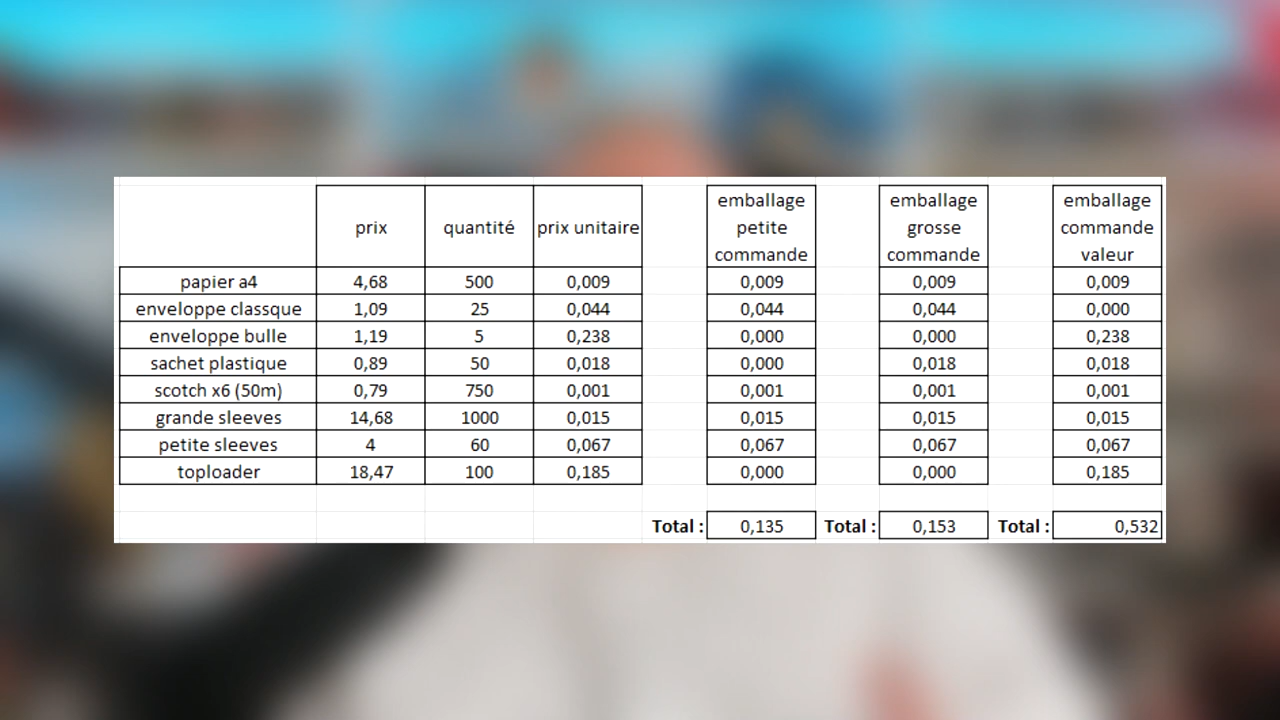 prix quantité prix unitaire emballage petite commande emballage grosse commande emballage commande valeur
papier a4 4,68 500 0,009 0,009 0,009 0,009
enveloppe classque 1,09 25 0,044 0,044 0,044 0,000
enveloppe bulle 1,19 5 0,238 0,000 0,000 0,238
sachet plastique 0,89 50 0,018 0,000 0,018 0,018
scotch x6 (50m) 0,79 750 0,001 0,001 0,001 0,001
grande sleeves 14,68 1000 0,015 0,015 0,015 0,015
petite sleeves 4 60 0,067 0,067 0,067 0,067
toploader 18,47 100 0,185 0,000 0,000 0,185
Total : 0,135 Total : 0,153 Total : 0,532